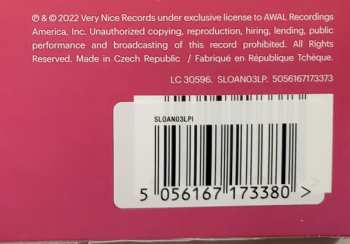 ℗ & © 2022 Very Nice Records under exclusive license to AWAL Recordings
America, Inc. Unauthorized copying, reproduction, hiring, lending, public
performance and broadcasting of this record prohibited. All Rights
Reserved. Made in Czech Republic / Fabriqué en République Tchèque.
LC 30596. SLOAN03LP. 5056167173373
SLOAN03LPI
5 056167 173380 >